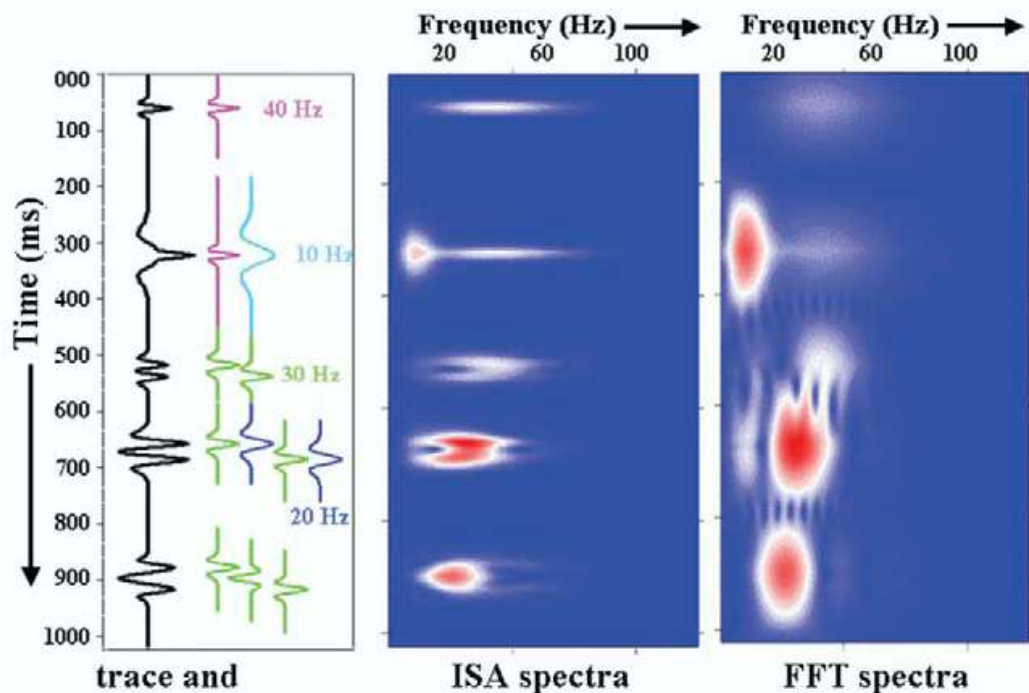 Frequency (Hz)
20 60 100
Frequency (Hz)
20 60 100
Time (ms)
000
100
200
300
400
500
600
700
800
900
1000
40 Hz
10 Hz
30 Hz
20 Hz
trace and
ISA spectra
FFT spectra